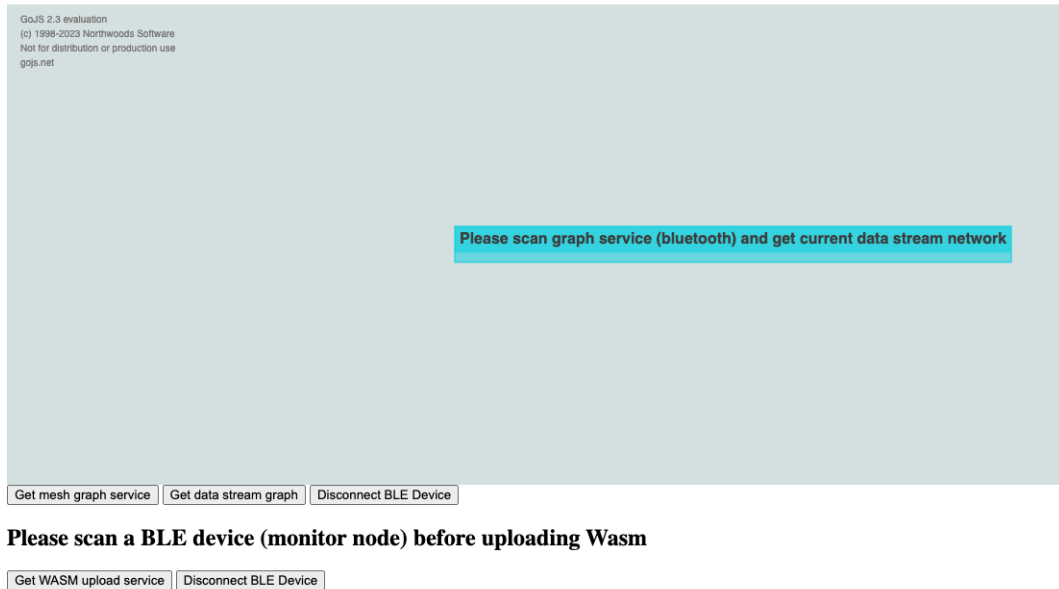 GoJS 2.3 evaluation
(c) 1998-2023 Northwoods Software
Not for distribution or production use
gojs.net
Please scan graph service (bluetooth) and get current data stream network
Get mesh graph service Get data stream graph Disconnect BLE Device
Please scan a BLE device (monitor node) before uploading Wasm
Get WASM upload service Disconnect BLE Device